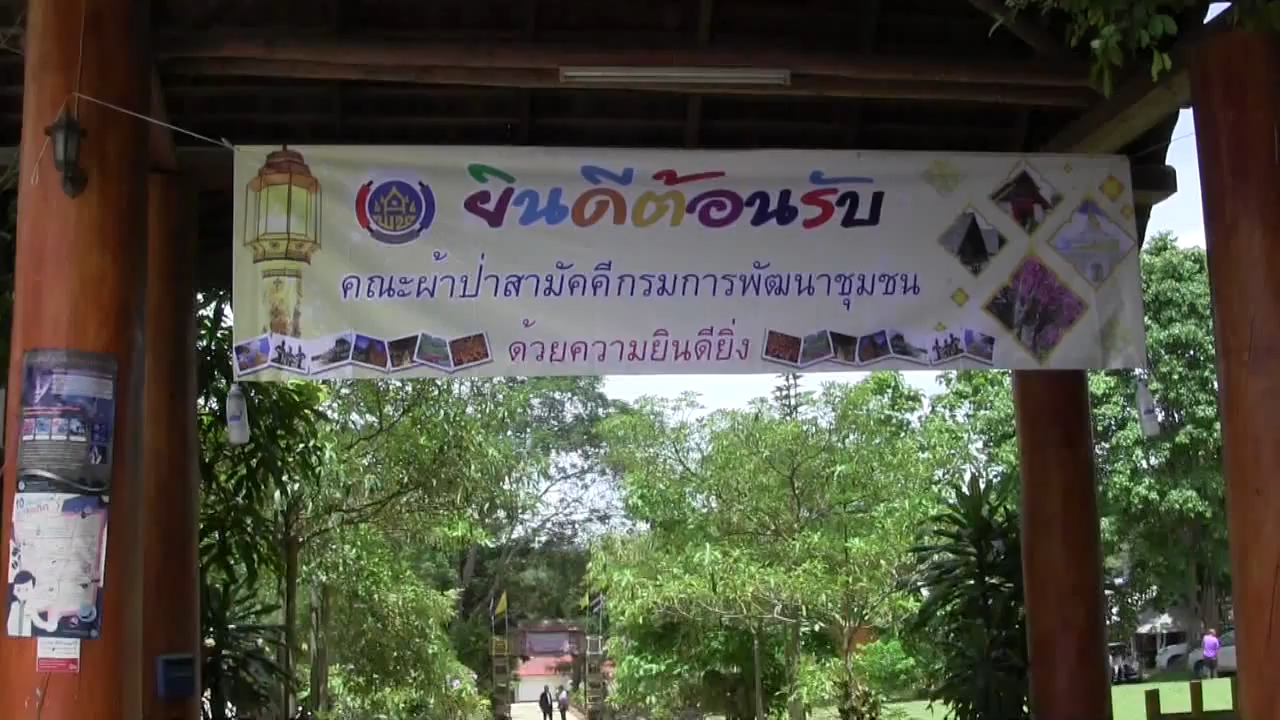 ยินดีต้อนรับ
คณะผ้าป่าสามัคคีกรมการพัฒนาชุมชน
ด้วยความยินดียิ่ง
10